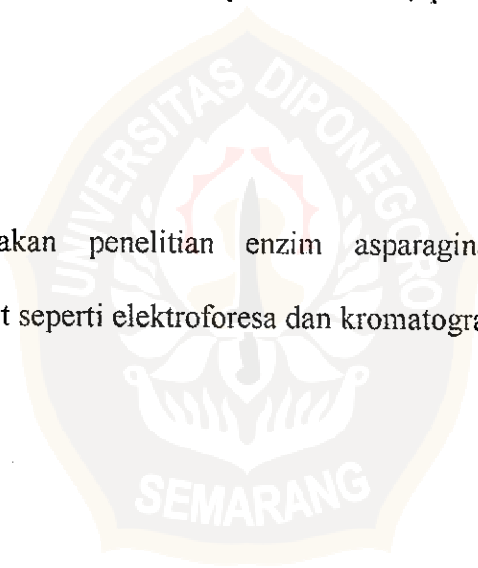 akan penelitian enzim asparagina
t seperti elektroforesa dan kromatogra
UNIVERSITAS DIPONEGORO
SEMARANG